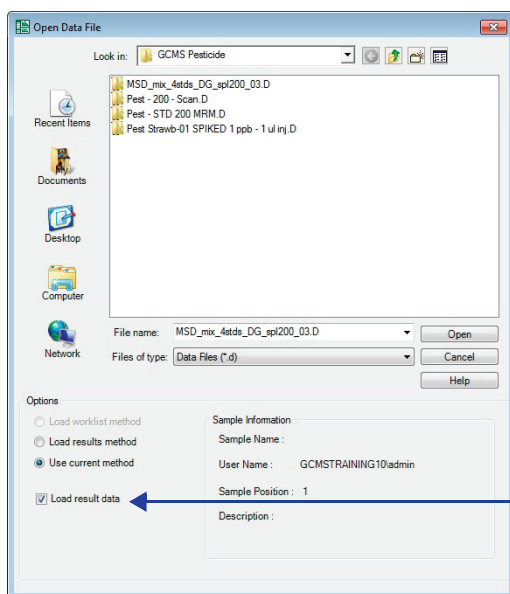 Open Data File
Look in: GCMS Pesticide
MSD_mix_4stds_DG_spl200_03.D
Pest - 200 - Scan.D
Pest - STD 200 MRM.D
Pest Strawb-01 SPIKED 1 ppb - 1 ul inj.D
Recent Items
Documents
Desktop
Computer
Network
File name: MSD_mix_4stds_DG_spl200_03.D Open
Files of type: Data Files (*.d) Cancel
Help
Options
Load worklist method
Load results method
Use current method
Load result data
Sample Information
Sample Name :
User Name : GCMSTRAINING10\admin
Sample Position : 1
Description :